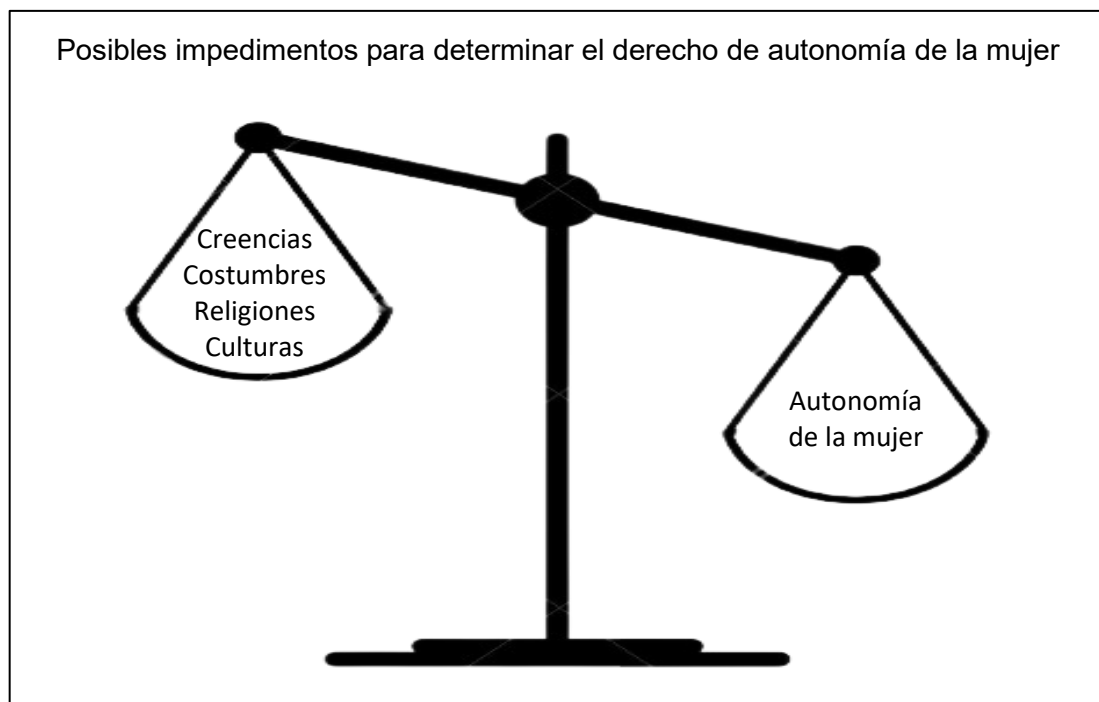 Posibles impedimentos para determinar el derecho de autonomía de la mujer
Creencias
Costumbres
Religiones
Culturas
Autonomía
de la mujer